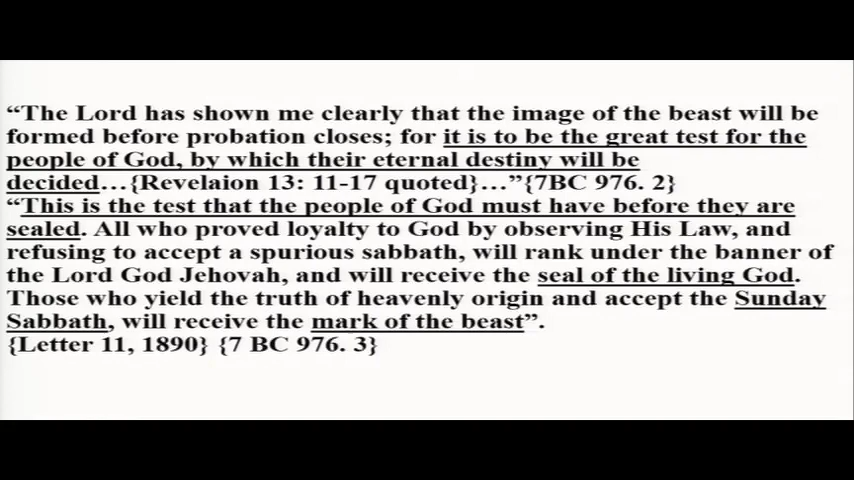 “The Lord has shown me clearly that the image of the beast will be
formed before probation closes; for it is to be the great test for the
people of God, by which their eternal destiny will be
decided…{Revelaion 13: 11-17 quoted}…”{7BC 976. 2}
“This is the test that the people of God must have before they are
sealed. All who proved loyalty to God by observing His Law, and
refusing to accept a spurious sabbath, will rank under the banner of
the Lord God Jehovah, and will receive the seal of the living God.
Those who yield the truth of heavenly origin and accept the Sunday
Sabbath, will receive the mark of the beast”.
{Letter 11, 1890} {7 BC 976. 3}